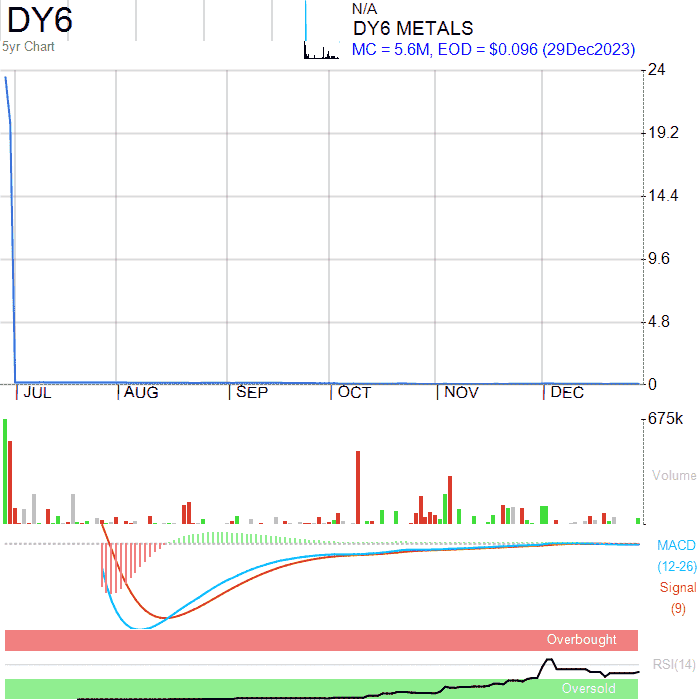 DY6
5yr Chart
N/A
DY6 METALS
MC = 5.6M, EOD = $0.096 (29Dec2023)
24
19.2
14.4
9.6
4.8
0
JUL AUG SEP OCT NOV DEC
675k
Volume
MACD
(12-26)
Signal
(9)
Overbought
RSI(14)
Oversold